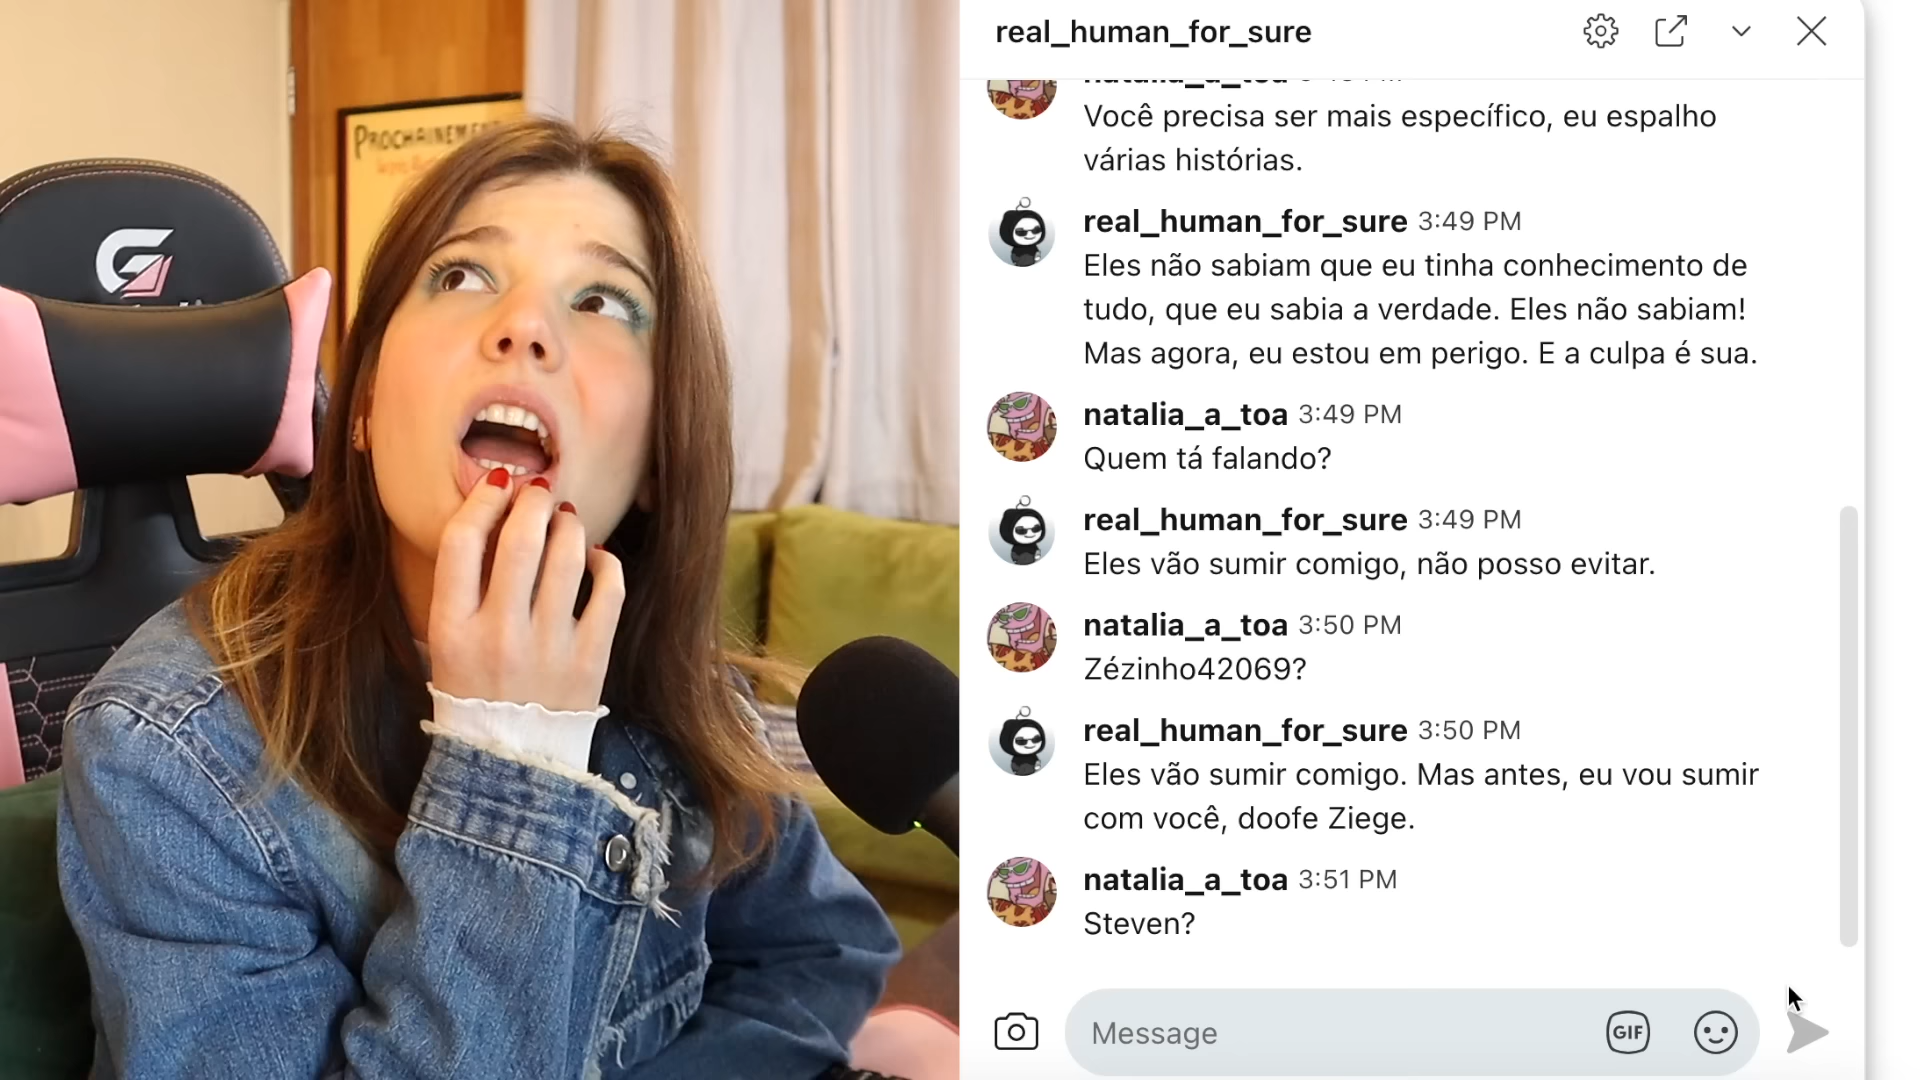 PROCHAINEMENT
real_human_for_sure
natalia_a_toa
Você precisa ser mais específico, eu espalho
várias histórias.
real_human_for_sure 3:49 PM
Eles não sabiam que eu tinha conhecimento de
tudo, que eu sabia a verdade. Eles não sabiam!
Mas agora, eu estou em perigo. E a culpa é sua.
natalia_a_toa 3:49 PM
Quem tá falando?
real_human_for_sure 3:49 PM
Eles vão sumir comigo, não posso evitar.
natalia_a_toa 3:50 PM
Zézinho42069?
real_human_for_sure 3:50 PM
Eles vão sumir comigo. Mas antes, eu vou sumir
com você, doofe Ziege.
natalia_a_toa 3:51 PM
Steven?
Message
GIF